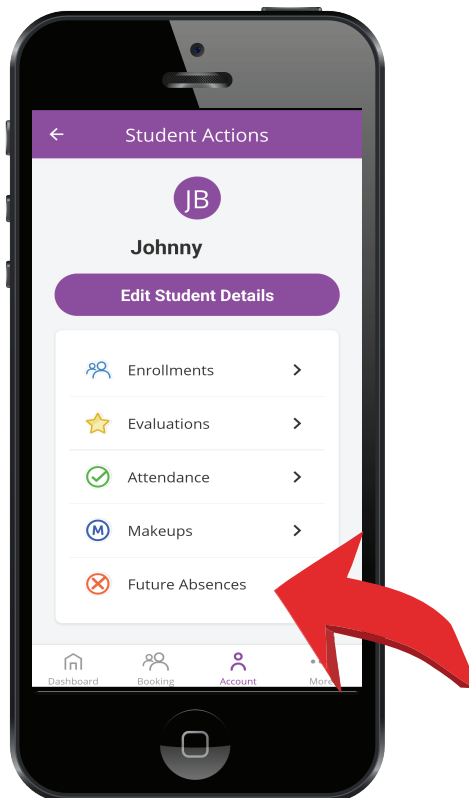 Student Actions
JB
Johnny
Edit Student Details
Enrollments
Evaluations
Attendance
M Makeups
Future Absences
Dashboard Booking Account More